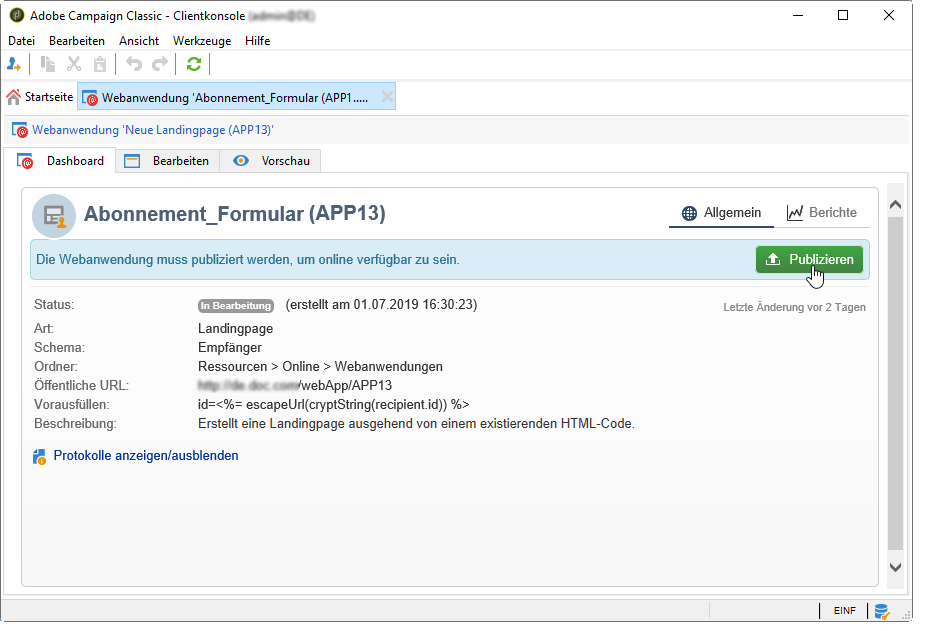 Adobe Campaign Classic - Clientkonsole
Datei Bearbeiten Ansicht Werkzeuge Hilfe
Startseite Webanwendung 'Abonnement_Formular (APP1.....
Webanwendung 'Neue Landingpage (APP13)'
Dashboard Bearbeiten Vorschau
Abonnement_Formular (APP13) Allgemein Berichte
Die Webanwendung muss publiziert werden, um online verfügbar zu sein. Publizieren
Status: In Bearbeitung (erstellt am 01.07.2019 16:30:23) Letzte Änderung vor 2 Tagen
Art: Landingpage
Schema: Empfänger
Ordner: Ressourcen > Online > Webanwendungen
Öffentliche URL: /webApp/APP13
Vorausfüllen: id=<%= escapeUrl(cryptString(recipient.id)) %>
Beschreibung: Erstellt eine Landingpage ausgehend von einem existierenden HTML-Code.
Protokolle anzeigen/ausblenden
EINF